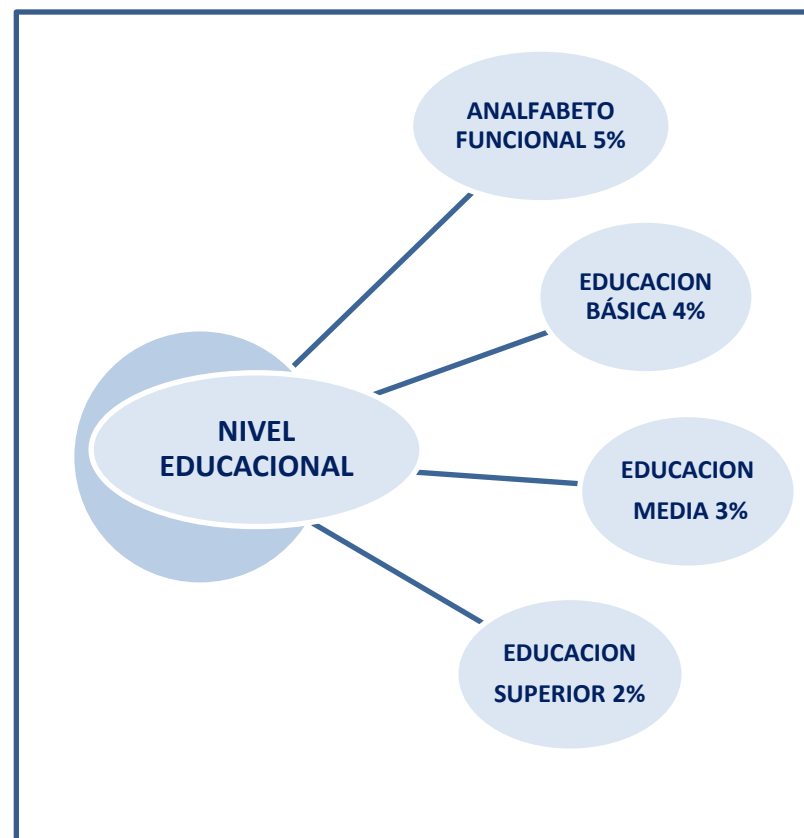 ANALFABETO
FUNCIONAL 5%
EDUCACION
BÁSICA 4%
NIVEL
EDUCACIONAL
EDUCACION
MEDIA 3%
EDUCACION
SUPERIOR 2%